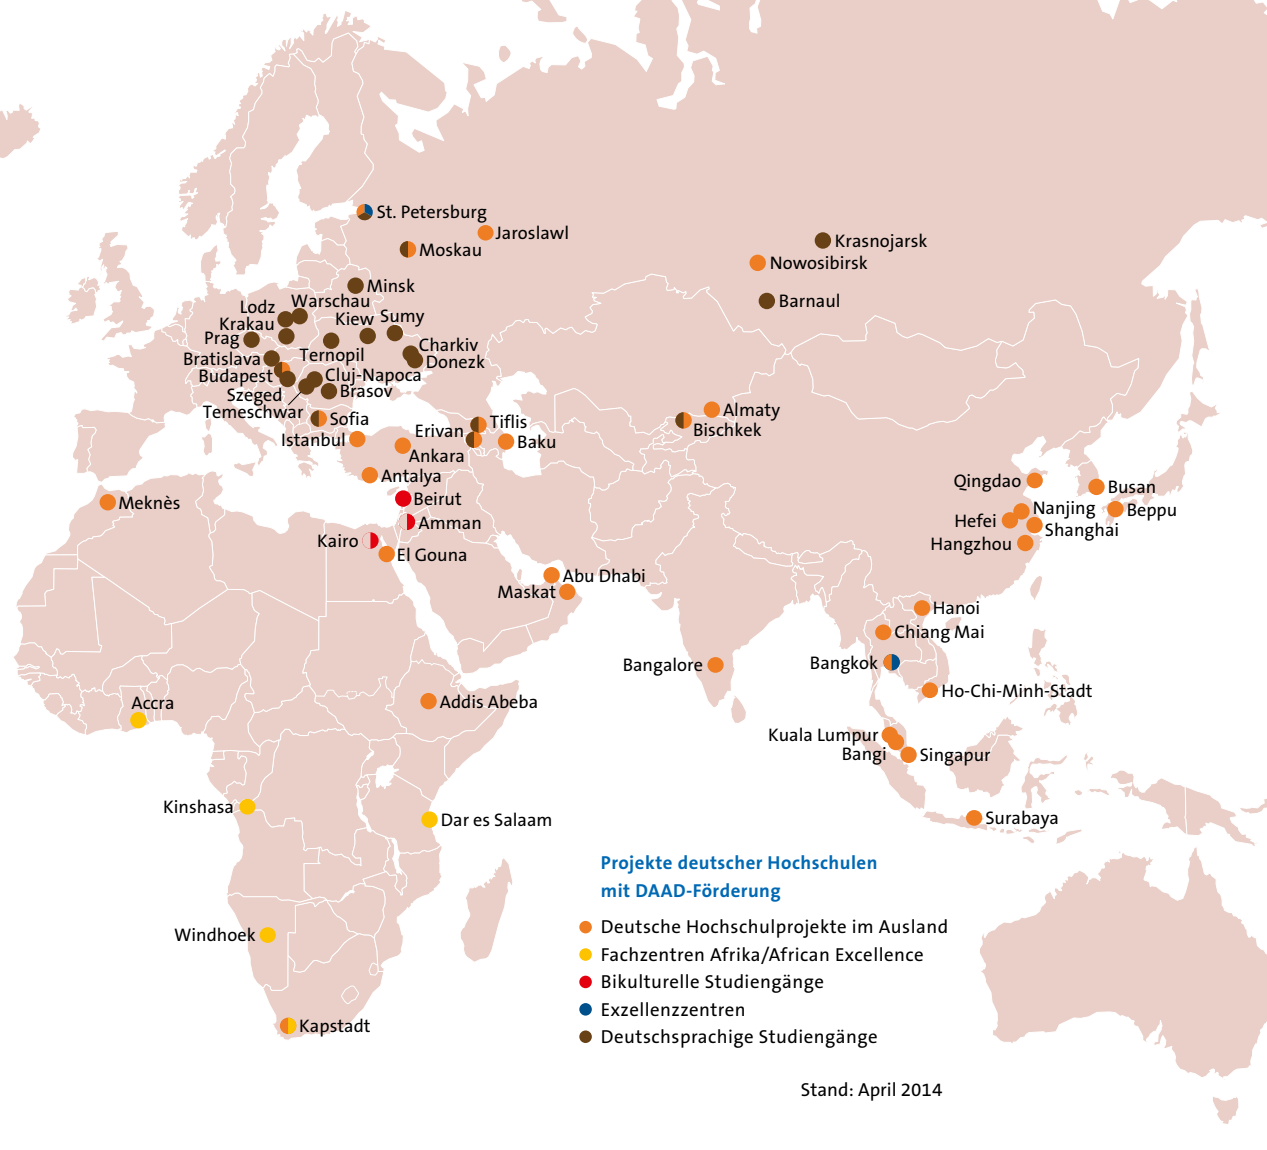 St. Petersburg
Jaroslawl
Moskau
Krasnojarsk
Nowosibirsk
Minsk
Barnaul
Warschau
Lodz
Krakau
Kiew
Sumy
Prag
Charkiv
Ternopil
Bratislava
Donezk
Budapest
Cluj-Napoca
Szeged
Brasov
Temeschwar
Almaty
Sofia
Tiflis
Bischkek
Erivan
Istanbul
Baku
Ankara
Antalya
Qingdao
Busan
Beirut
Meknès
Nanjing
Beppu
Hefei
Amman
Shanghai
Kairo
Hangzhou
El Gouna
Abu Dhabi
Maskat
Hanoi
Chiang Mai
Bangalore
Bangkok
Ho-Chi-Minh-Stadt
Addis Abeba
Accra
Kuala Lumpur
Bangi
Singapur
Kinshasa
Surabaya
Dar es Salaam
Windhoek
Kapstadt
Projekte deutscher Hochschulen
mit DAAD-Förderung
Deutsche Hochschulprojekte im Ausland
Fachzentren Afrika/African Excellence
Bikulturelle Studiengänge
Exzellenzzentren
Deutschsprachige Studiengänge
Stand: April 2014